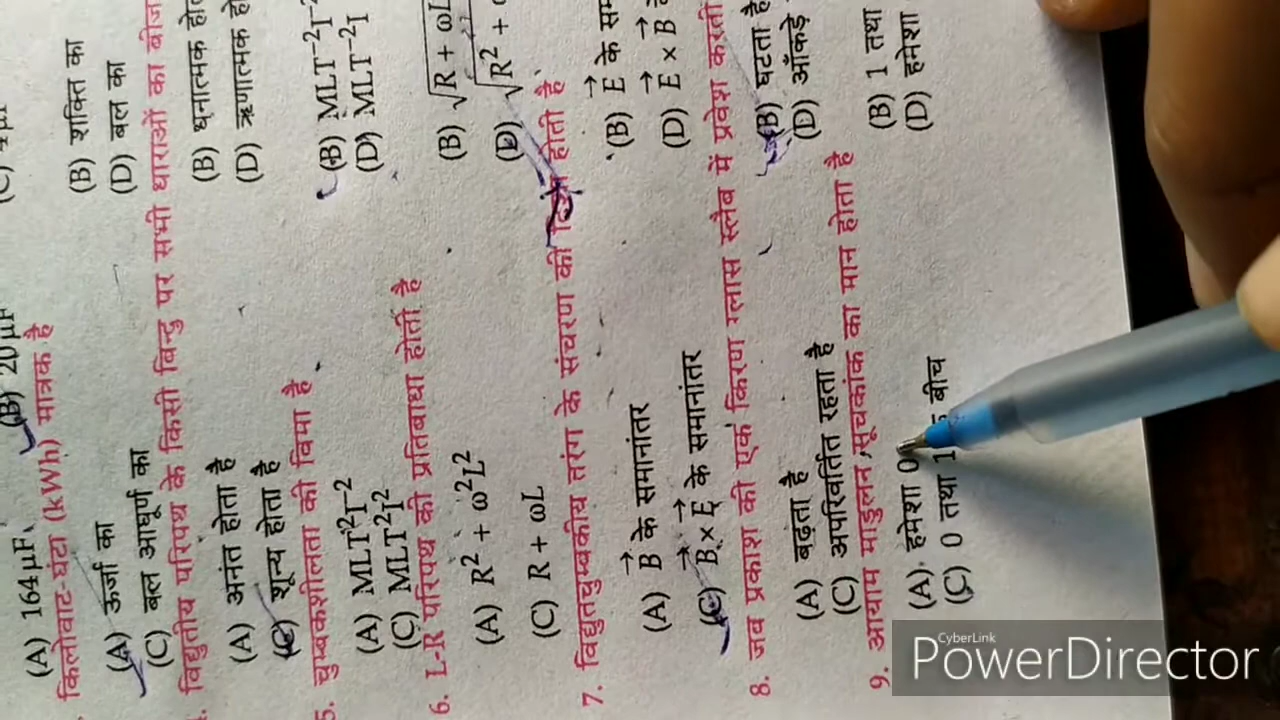 (A) 164 μF (B) 20 μF
किलोवाट-घंटा (kWh) मात्रक है
(A) ऊर्जा का (B) शक्ति का
(C) बल आघूर्ण का (D) बल का
विद्युतीय परिपथ के किसी बिन्दु पर सभी धाराओं का
(A) अनंत होता है (B) धनात्मक
(C) शून्य होता है (D) ऋणात्मक
5. चुम्बकशीलता की विमा है
(A) MLT²I⁻² (B) MLT⁻²I
(C) MLT²I² (D) MLT⁻²I
6. L-R परिपथ की प्रतिबाधा होती है
(A) R² + ω²L² (B) √R + ωL
(C) R + ωL (D) √R² +
7. विद्युतचुम्बकीय तरंग के संचरण की दिशा होती है
(A) B⃗ के समानांतर (B) E⃗ के
(C) B⃗ × E⃗ के समानांतर (D) E⃗ × B⃗
8. जब प्रकाश की एक किरण ग्लास स्लैब में प्रवेश करती
(A) बढ़ता है (B) घटता है
(C) अपरिवर्तित रहता है (D) आँकड़े
9. आयाम माडुलन सूचकांक का मान होता है
(A) हमेशा 0 (B) 1 तथा
(C) 0 तथा 1 बीच (D) हमेशा
CyberLink
PowerDirector